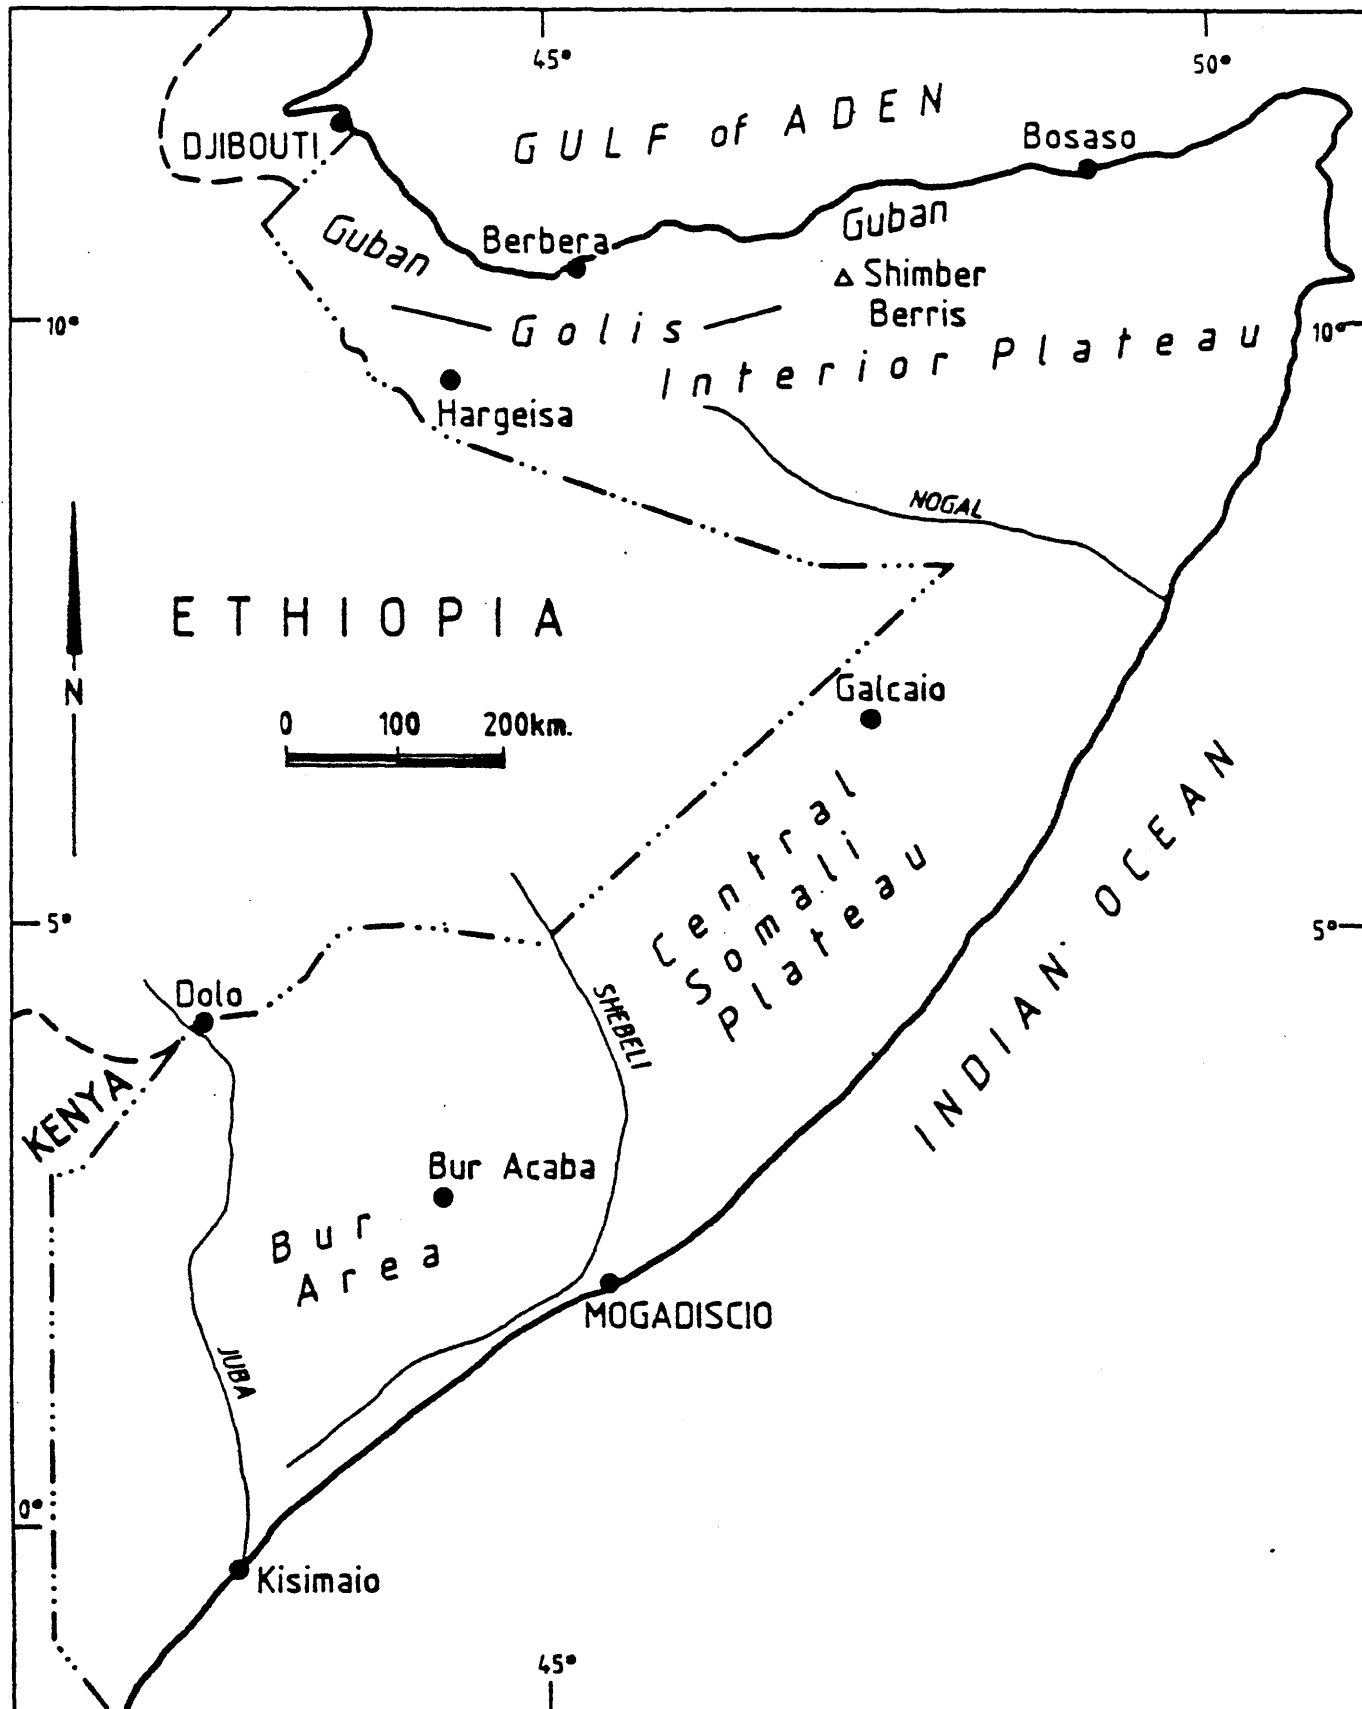 45°
50°
GULF of ADEN
DJIBOUTI
Bosaso
Guban
Guban
Berbera
Shimber
Berris
10°
Golis
10°
Interior Plateau
Hargeisa
NOGAL
ETHIOPIA
N
Galcaio
0 100 200km.
Central
Somali
Plateau
INDIAN OCEAN
5°
5°
Dolo
SHEBELI
KENYA
Bur Acaba
Bur
Area
MOGADISCIO
JUBA
0°
Kisimaio
45°